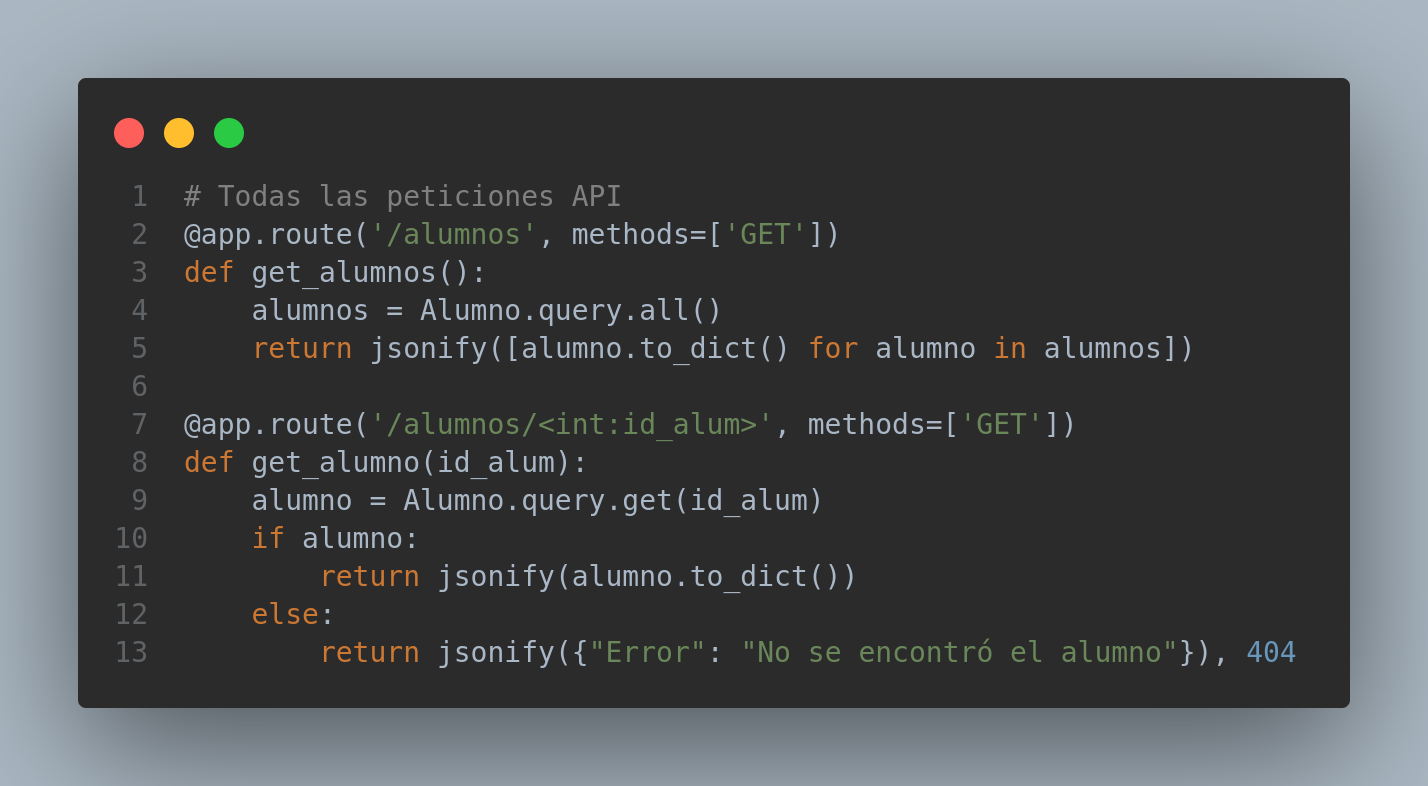 1 # Todas las peticiones API
2 @app.route('/alumnos', methods=['GET'])
3 def get_alumnos():
4     alumnos = Alumno.query.all()
5     return jsonify([alumno.to_dict() for alumno in alumnos])
6
7 @app.route('/alumnos/<int:id_alum>', methods=['GET'])
8 def get_alumno(id_alum):
9     alumno = Alumno.query.get(id_alum)
10     if alumno:
11         return jsonify(alumno.to_dict())
12     else:
13         return jsonify({"Error": "No se encontró el alumno"}), 404